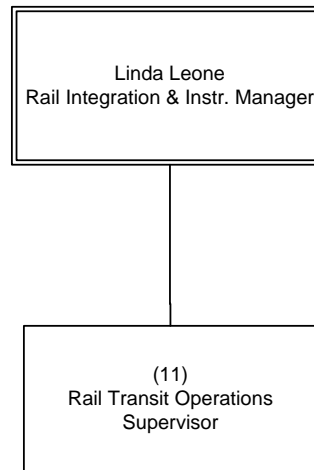 Linda Leone
Rail Integration & Instr. Manager
(11)
Rail Transit Operations
Supervisor